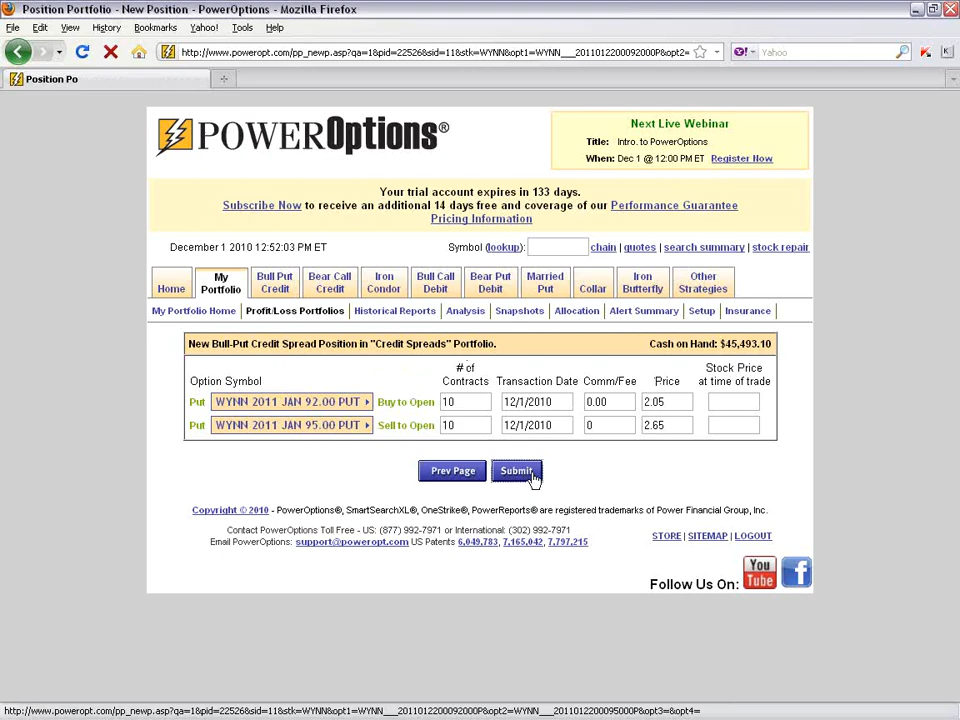 Position Portfolio - New Position - PowerOptions - Mozilla Firefox
File Edit View History Bookmarks Yahoo! Tools Help
http://www.poweropt.com/pp_newp.asp?qa=1&pid=22526&sid=11&stk=WYNN&opt1=WYNN___2011012200092000P&opt2=
Y! Yahoo
Position Po
POWEROptions®
Next Live Webinar
Title: Intro. to PowerOptions
When: Dec 1 @ 12:00 PM ET Register Now
Your trial account expires in 133 days.
Subscribe Now to receive an additional 14 days free and coverage of our Performance Guarantee
Pricing Information
December 1 2010 12:52:03 PM ET Symbol (lookup): chain | quotes | search summary | stock repair
Home My Portfolio Bull Put Credit Bear Call Credit Iron Condor Bull Call Debit Bear Put Debit Married Put Collar Iron Butterfly Other Strategies
My Portfolio Home Profit/Loss Portfolios Historical Reports Analysis Snapshots Allocation Alert Summary Setup Insurance
New Bull-Put Credit Spread Position in "Credit Spreads" Portfolio. Cash on Hand: $45,493.10
Option Symbol # of Contracts Transaction Date Comm/Fee Price Stock Price at time of trade
Put WYNN 2011 JAN 92.00 PUT Buy to Open 10 12/1/2010 0.00 2.05
Put WYNN 2011 JAN 95.00 PUT Sell to Open 10 12/1/2010 0 2.65
Prev Page Submit
Copyright © 2010 - PowerOptions®, SmartSearchXL®, OneStrike®, PowerReports® are registered trademarks of Power Financial Group, Inc.
Contact PowerOptions Toll Free - US: (877) 992-7971 or International: (302) 992-7971
Email PowerOptions: support@poweropt.com US Patents 6,049,783, 7,165,042, 7,797,215
STORE | SITEMAP | LOGOUT
Follow Us On: You Tube f
http://www.poweropt.com/pp_newp.asp?qa=1&pid=22526&sid=11&stk=WYNN&opt1=WYNN___2011012200092000P&opt2=WYNN___2011012200095000P&opt3=&opt4=